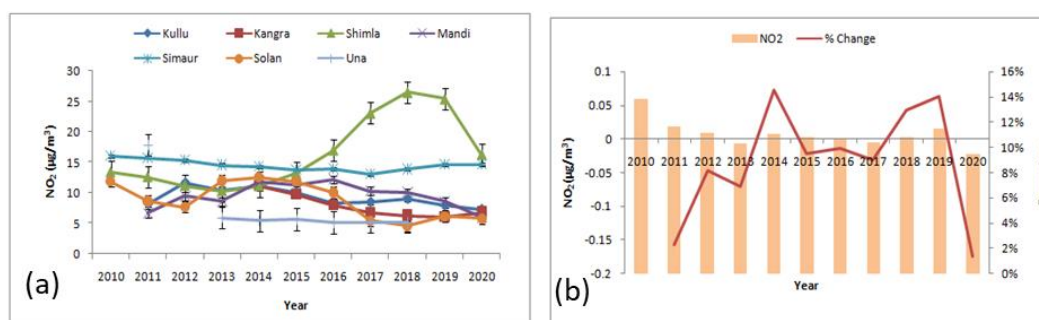 Kullu Kangra Shimla Mandi
Simaur Solan Una
30
25
20
15
10
5
0
NO₂ (µg/m³)
2010 2011 2012 2013 2014 2015 2016 2017 2018 2019 2020
Year
(a)
NO2 % Change
0.1
0.05
0
-0.05
-0.1
-0.15
-0.2
NO₂(µg/m³)
2010 2011 2012 2013 2014 2015 2016 2017 2018 2019 2020
16%
14%
12%
10%
8%
6%
4%
2%
0%
Year
(b)